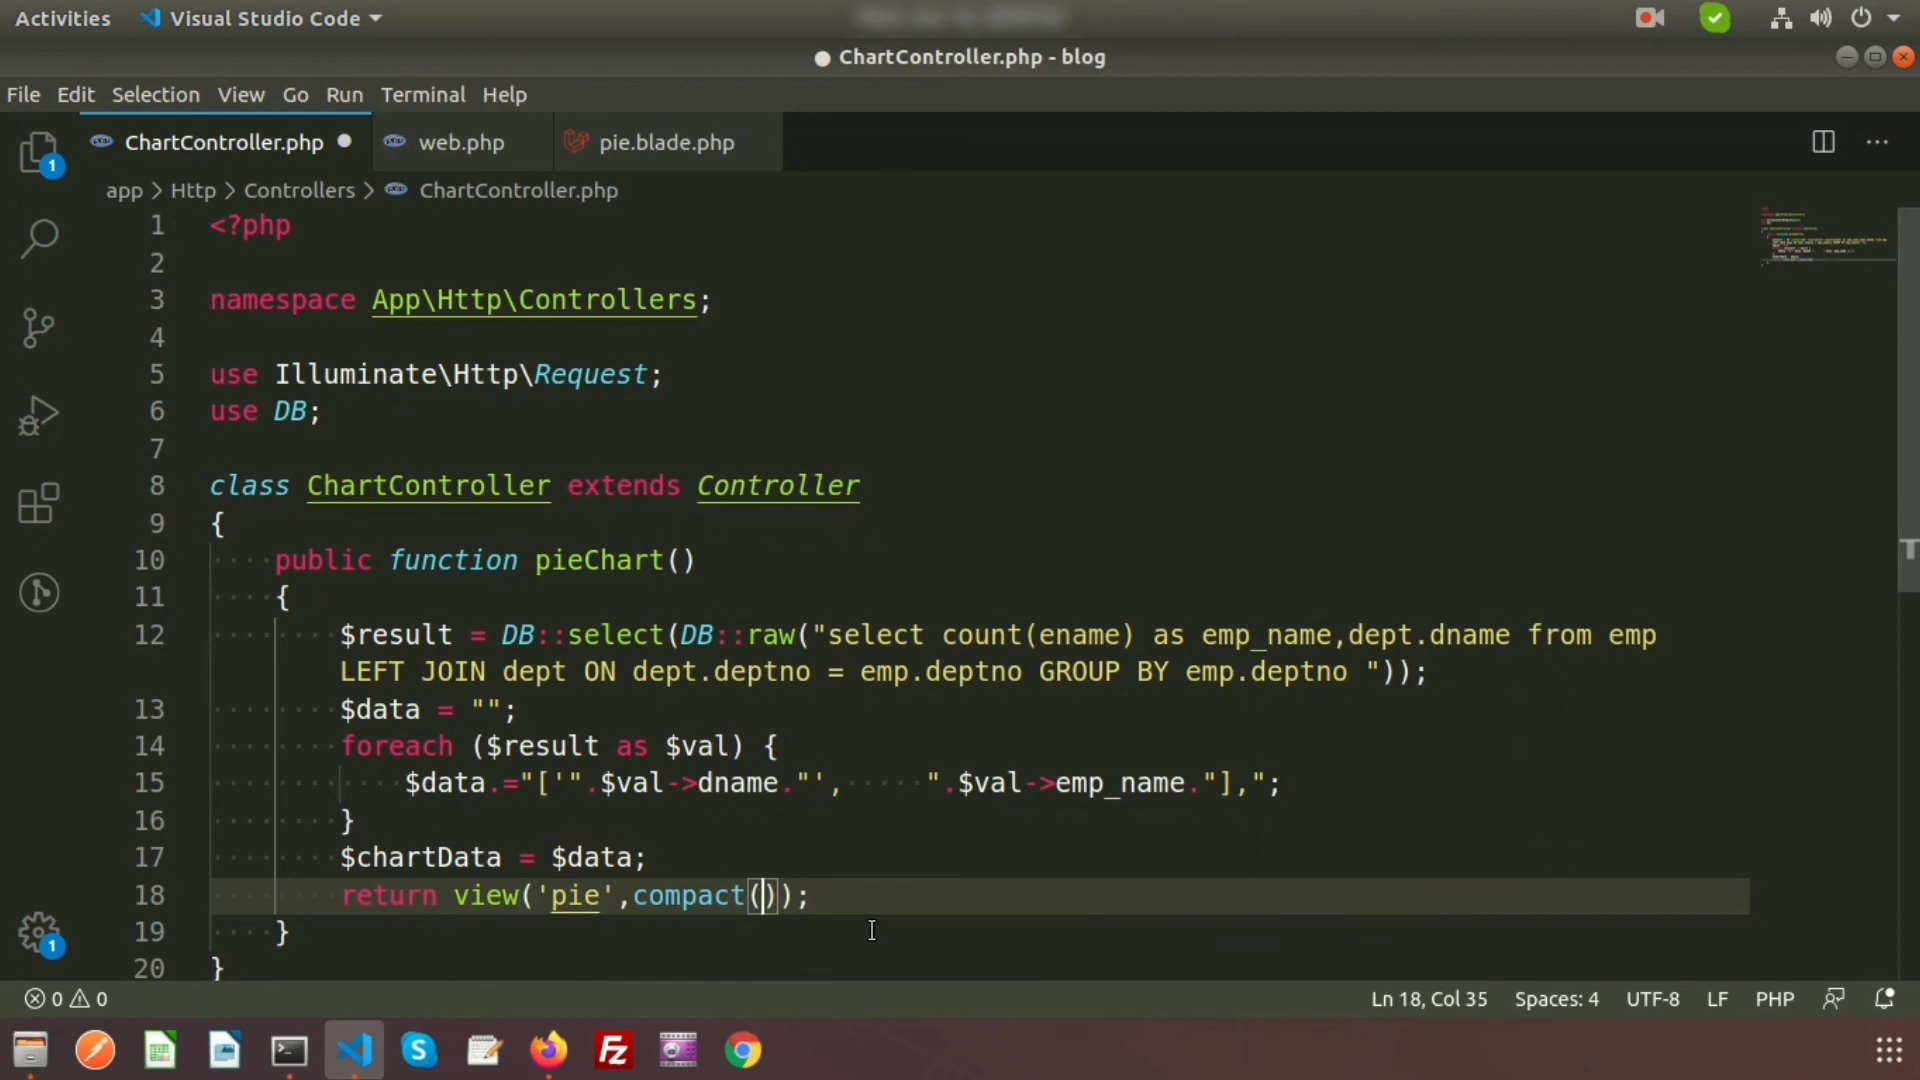 Activities Visual Studio Code
ChartController.php - blog
File Edit Selection View Go Run Terminal Help
ChartController.php web.php pie.blade.php
app > Http > Controllers > ChartController.php
1 <?php
2
3 namespace App\Http\Controllers;
4
5 use Illuminate\Http\Request;
6 use DB;
7
8 class ChartController extends Controller
9 {
10 public function pieChart()
11 {
12 $result = DB::select(DB::raw("select count(ename) as emp_name,dept.dname from emp
LEFT JOIN dept ON dept.deptno = emp.deptno GROUP BY emp.deptno "));
13 $data = "";
14 foreach ($result as $val) {
15 $data.="['".$val->dname."',     ".$val->emp_name."],";
16 }
17 $chartData = $data;
18 return view('pie',compact());
19 }
20 }
0 0 Ln 18, Col 35 Spaces: 4 UTF-8 LF PHP